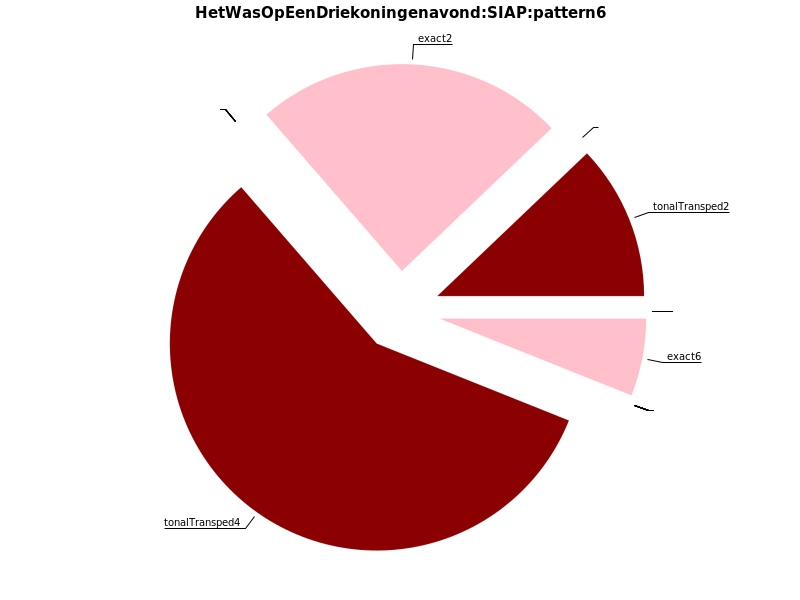 HetWasOpEenDriekoningenavond:SIAP:pattern6
exact2
tonalTransped2
exact6
tonalTransped4